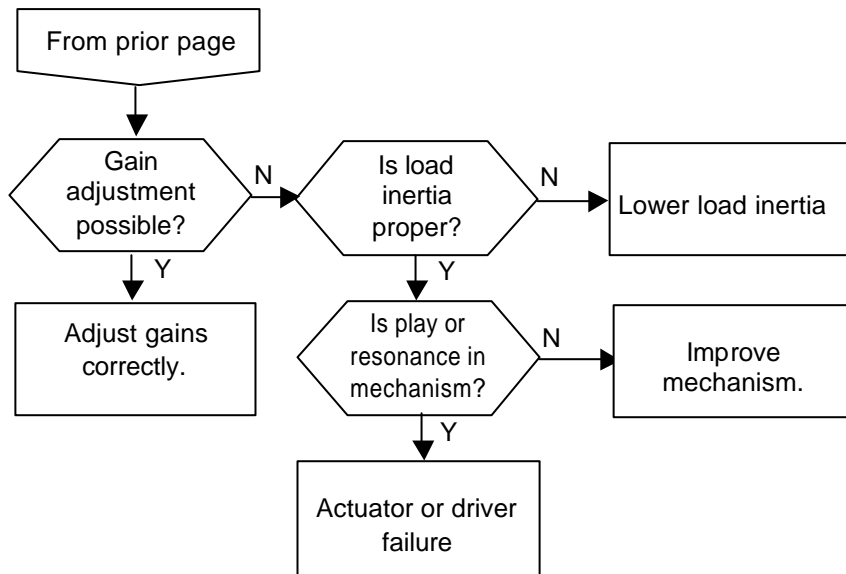 From prior page
Gain
adjustment
possible?
N
Is load
inertia
proper?
N
Lower load inertia
Y
Y
Adjust gains
correctly.
Is play or
resonance in
mechanism?
N
Improve
mechanism.
Y
Actuator or driver
failure